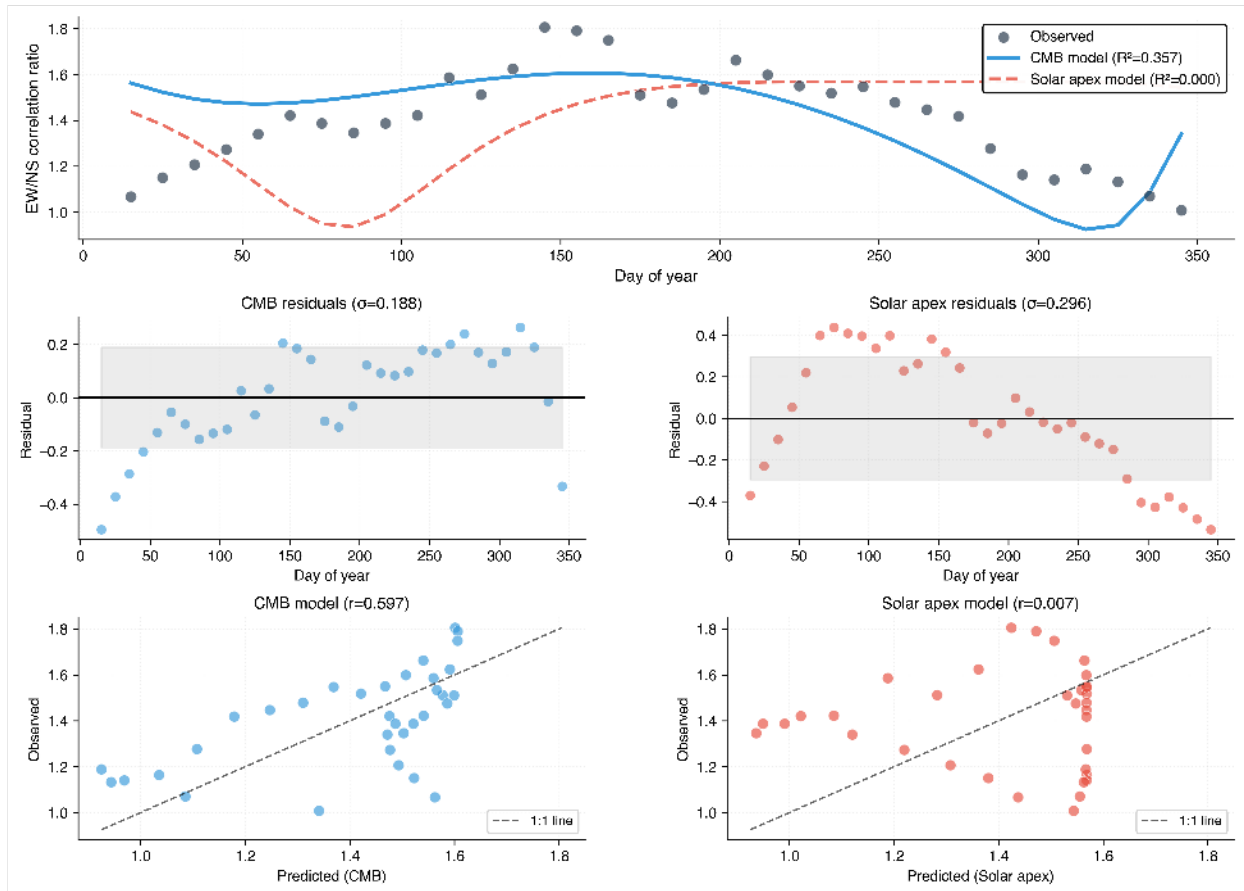 EW/NS correlation ratio
1.8
1.6
1.4
1.2
1.0
Observed
CMB model (R²=0.357)
Solar apex model (R²=0.000)
0 50 100 150 200 250 300 350
Day of year
CMB residuals (σ=0.188)
Residual
0.2
0.0
−0.2
−0.4
0 50 100 150 200 250 300 350
Day of year
Solar apex residuals (σ=0.296)
Residual
0.4
0.2
0.0
−0.2
−0.4
0 50 100 150 200 250 300 350
Day of year
CMB model (r=0.597)
Observed
1.8
1.6
1.4
1.2
1.0
1:1 line
1.0 1.2 1.4 1.6 1.8
Predicted (CMB)
Solar apex model (r=0.007)
Observed
1.8
1.6
1.4
1.2
1.0
1:1 line
1.0 1.2 1.4 1.6 1.8
Predicted (Solar apex)